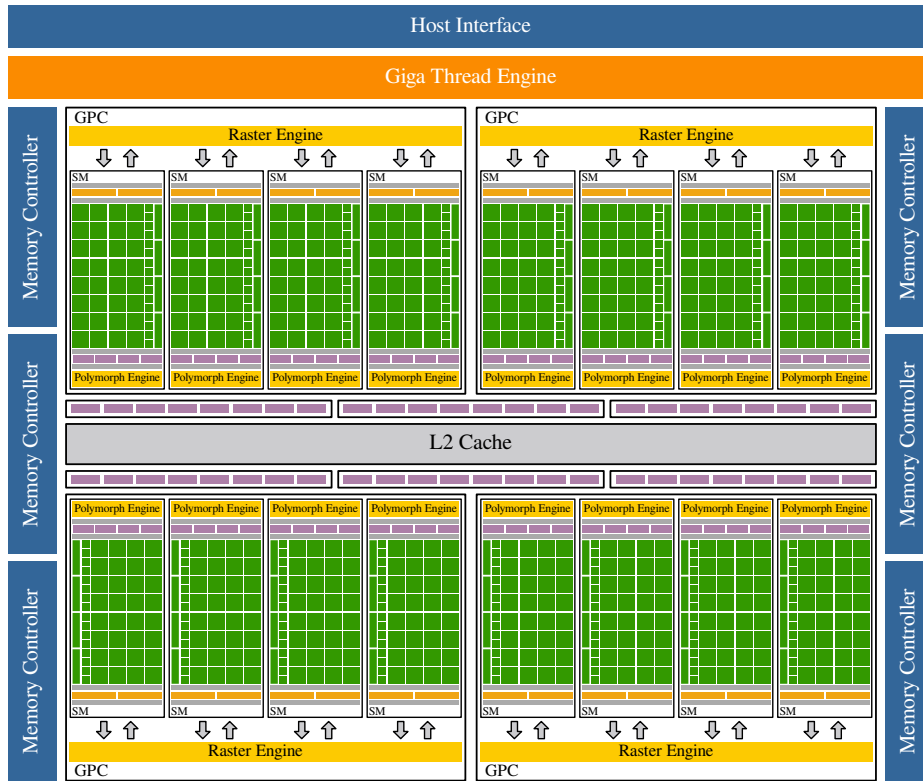 Host Interface
Giga Thread Engine
Memory Controller
GPC
Raster Engine
SM
SM
SM
SM
Polymorph Engine
Polymorph Engine
Polymorph Engine
Polymorph Engine
GPC
Raster Engine
SM
SM
SM
SM
Polymorph Engine
Polymorph Engine
Polymorph Engine
Polymorph Engine
Memory Controller
Memory Controller
L2 Cache
Memory Controller
Polymorph Engine
Polymorph Engine
Polymorph Engine
Polymorph Engine
SM
SM
SM
SM
Raster Engine
GPC
Polymorph Engine
Polymorph Engine
Polymorph Engine
Polymorph Engine
SM
SM
SM
SM
Raster Engine
GPC
Memory Controller
Memory Controller